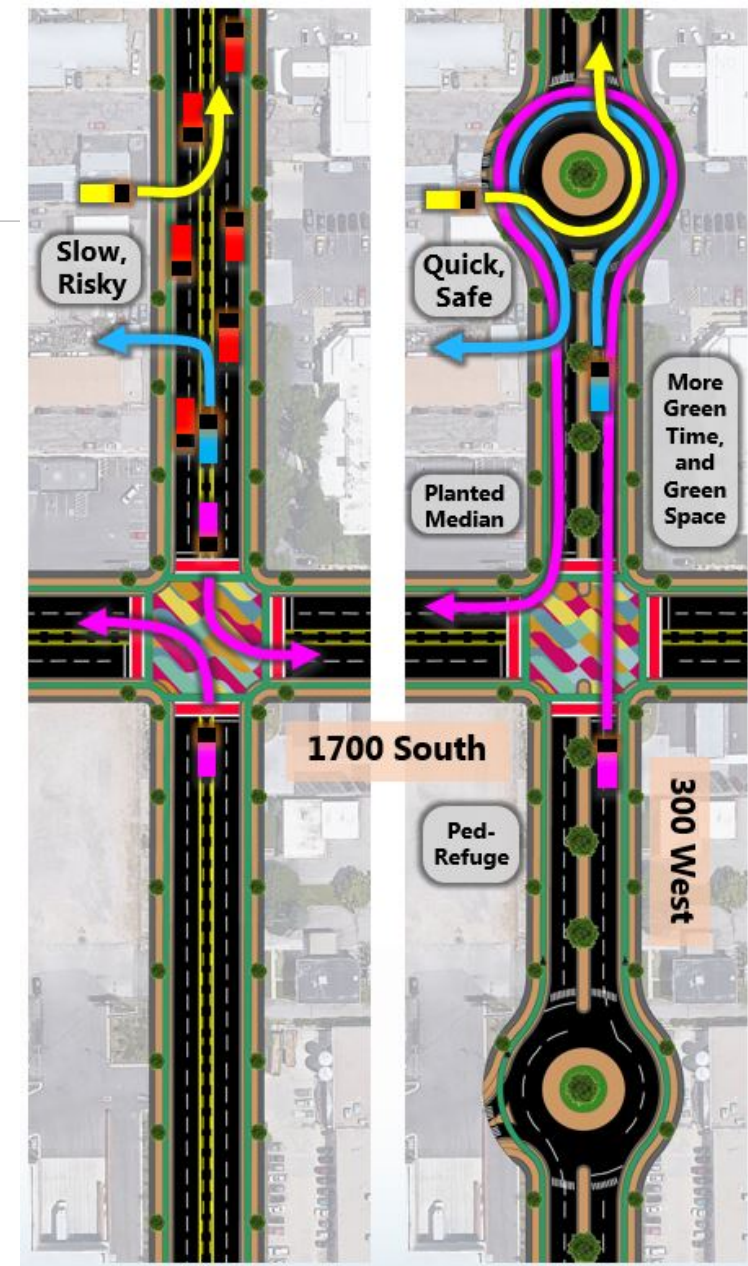 Slow,
Risky
Quick,
Safe
More
Green
Time,
and
Green
Space
Planted
Median
1700 South
300 West
Ped-
Refuge